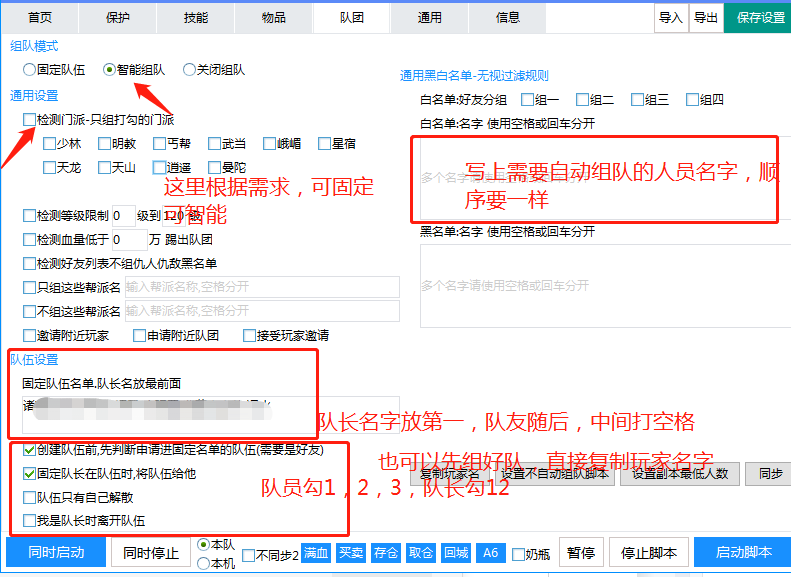 首页 保护 技能 物品 队团 通用 信息 导入 导出 保存设置
组队模式
固定队伍 智能组队 关闭组队
通用设置
检测门派-只组打勾的门派
少林 明教 丐帮 武当 峨嵋 星宿
天龙 天山 逍遥 曼陀
这里根据需求，可固定
可智能
检测等级限制 0 级到 120 级
检测血量低于 0 万 踢出队团
检测好友列表不组仇人仇敌黑名单
只组这些帮派名 输入帮派名称,空格分开
不组这些帮派名 输入帮派名称,空格分开
邀请附近玩家 申请附近队团 接受玩家邀请
通用黑白名单-无视过滤规则
白名单:好友分组 组一 组二 组三 组四
白名单:名字 使用空格或回车分开
多个名字请使用空格或回车分开
写上需要自动组队的人员名字，顺
序要一样
黑名单:名字 使用空格或回车分开
多个名字请使用空格或回车分开
队伍设置
固定队伍名单.队长名放最前面
诸
队长名字放第一，队友随后，中间打空格
也可以先组好队，直接复制玩家名字
创建队伍前,先判断申请进固定名单的队伍(需要是好友)
固定队长在队伍时,将队伍给他
队伍只有自己解散
我是队长时离开队伍
队员勾1，2，3，队长勾12
复制玩家名 设置不自动组队脚本 设置副本最低人数 同步
同时启动 同时停止 本队 本机 不同步2 满血 买卖 存仓 取仓 回城 A6 奶瓶 暂停 停止脚本 启动脚本